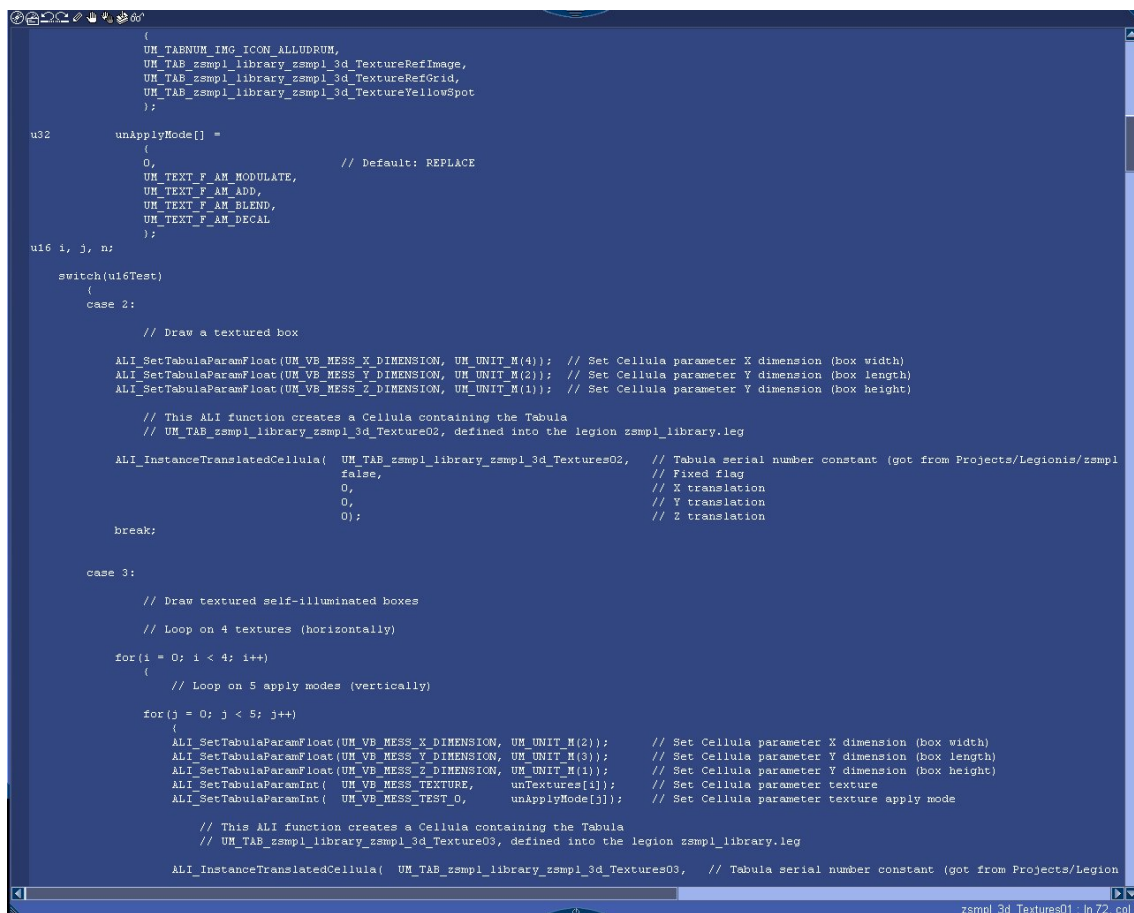 {
UM_TABNUM_IMG_ICON_ALLUDRUM,
UM_TAB_zsmpl_library_zsmpl_3d_TextureRefImage,
UM_TAB_zsmpl_library_zsmpl_3d_TextureRefGrid,
UM_TAB_zsmpl_library_zsmpl_3d_TextureYellowSpot
};
u32 unApplyMode[] =
{
0, // Default: REPLACE
UM_TEXT_F_AM_MODULATE,
UM_TEXT_F_AM_ADD,
UM_TEXT_F_AM_BLEND,
UM_TEXT_F_AM_DECAL
};
u16 i, j, n;
switch(u16Test)
{
case 2:
// Draw a textured box
ALI_SetTabulaParamFloat(UM_VB_MESS_X_DIMENSION, UM_UNIT_M(4)); // Set Cellula parameter X dimension (box width)
ALI_SetTabulaParamFloat(UM_VB_MESS_Y_DIMENSION, UM_UNIT_M(2)); // Set Cellula parameter Y dimension (box length)
ALI_SetTabulaParamFloat(UM_VB_MESS_Z_DIMENSION, UM_UNIT_M(1)); // Set Cellula parameter Y dimension (box height)
// This ALI function creates a Cellula containing the Tabula
// UM_TAB_zsmpl_library_zsmpl_3d_Texture02, defined into the legion zsmpl_library.leg
ALI_InstanceTranslatedCellula( UM_TAB_zsmpl_library_zsmpl_3d_Textures02, // Tabula serial number constant (got from Projects/Legionis/zsmpl
false, // Fixed flag
0, // X translation
0, // Y translation
0); // Z translation
break;
case 3:
// Draw textured self-illuminated boxes
// Loop on 4 textures (horizontally)
for(i = 0; i < 4; i++)
{
// Loop on 5 apply modes (vertically)
for(j = 0; j < 5; j++)
{
ALI_SetTabulaParamFloat(UM_VB_MESS_X_DIMENSION, UM_UNIT_M(2)); // Set Cellula parameter X dimension (box width)
ALI_SetTabulaParamFloat(UM_VB_MESS_Y_DIMENSION, UM_UNIT_M(3)); // Set Cellula parameter Y dimension (box length)
ALI_SetTabulaParamFloat(UM_VB_MESS_Z_DIMENSION, UM_UNIT_M(1)); // Set Cellula parameter Y dimension (box height)
ALI_SetTabulaParamInt( UM_VB_MESS_TEXTURE, unTextures[i]); // Set Cellula parameter texture
ALI_SetTabulaParamInt( UM_VB_MESS_TEST_0, unApplyMode[j]); // Set Cellula parameter texture apply mode
// This ALI function creates a Cellula containing the Tabula
// UM_TAB_zsmpl_library_zsmpl_3d_Texture03, defined into the legion zsmpl_library.leg
ALI_InstanceTranslatedCellula( UM_TAB_zsmpl_library_zsmpl_3d_Textures03, // Tabula serial number constant (got from Projects/Legion
zsmpl_3d_Textures01 : ln 72, col